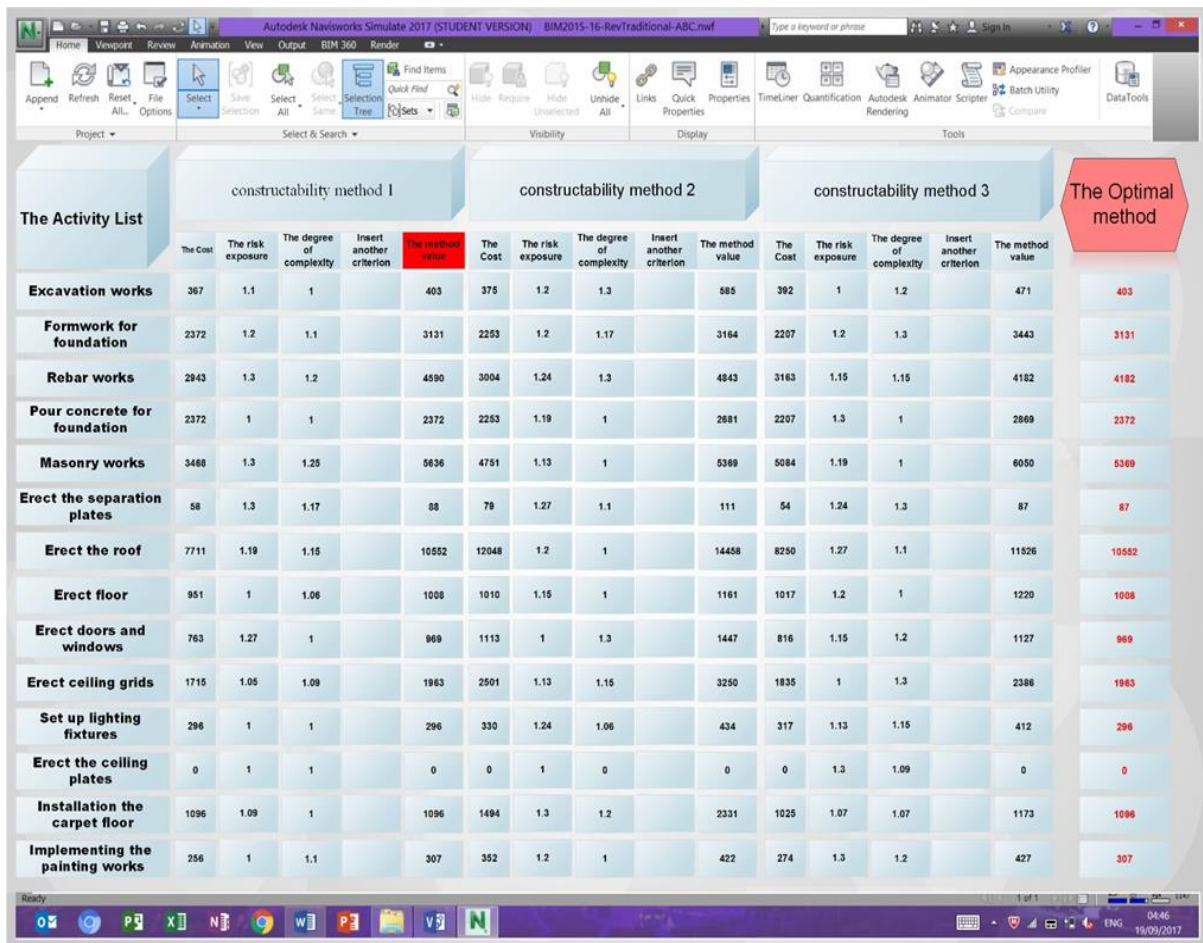 Autodesk Navisworks Simulate 2017 (STUDENT VERSION) BIM2015-16-RevTraditional-ABC.nwf Type a keyword or phrase Sign In
Home Viewpoint Review Animation View Output BIM 360 Render
Append Refresh Reset All... File Options Select Save Selection Select All Select Same Selection Tree Find Items Quick Find Sets Hide Require Hide Unselected Unhide All Links Quick Properties Properties TimeLiner Quantification Autodesk Rendering Animator Scripter Appearance Profiler Batch Utility Compare DataTools
Project Select & Search Visibility Display Tools
The Activity List constructability method 1 constructability method 2 constructability method 3 The Optimal method
The Cost The risk exposure The degree of complexity Insert another criterion The method value The Cost The risk exposure The degree of complexity Insert another criterion The method value The Cost The risk exposure The degree of complexity Insert another criterion The method value
Excavation works 367 1.1 1 403 375 1.2 1.3 585 392 1 1.2 471 403
Formwork for foundation 2372 1.2 1.1 3131 2253 1.2 1.17 3164 2207 1.2 1.3 3443 3131
Rebar works 2943 1.3 1.2 4590 3004 1.24 1.3 4843 3163 1.15 1.15 4182 4182
Pour concrete for foundation 2372 1 1 2372 2253 1.19 1 2681 2207 1.3 1 2869 2372
Masonry works 3468 1.3 1.25 5636 4751 1.13 1 5369 5084 1.19 1 6050 5369
Erect the separation plates 58 1.3 1.17 88 79 1.27 1.1 111 54 1.24 1.3 87 87
Erect the roof 7711 1.19 1.15 10552 12048 1.2 1 14458 8250 1.27 1.1 11526 10552
Erect floor 951 1 1.06 1008 1010 1.15 1 1161 1017 1.2 1 1220 1008
Erect doors and windows 763 1.27 1 969 1113 1 1.3 1447 816 1.15 1.2 1127 969
Erect ceiling grids 1715 1.05 1.09 1963 2501 1.13 1.15 3250 1835 1 1.3 2386 1963
Set up lighting fixtures 296 1 1 296 330 1.24 1.06 434 317 1.13 1.15 412 296
Erect the ceiling plates 0 1 1 0 0 1 0 0 0 1.3 1.09 0 0
Installation the carpet floor 1096 1.09 1 1096 1494 1.3 1.2 2331 1025 1.07 1.07 1173 1096
Implementing the painting works 256 1 1.1 307 352 1.2 1 422 274 1.3 1.2 427 307
Ready 1 of 1
ENG 04:46
19/09/2017